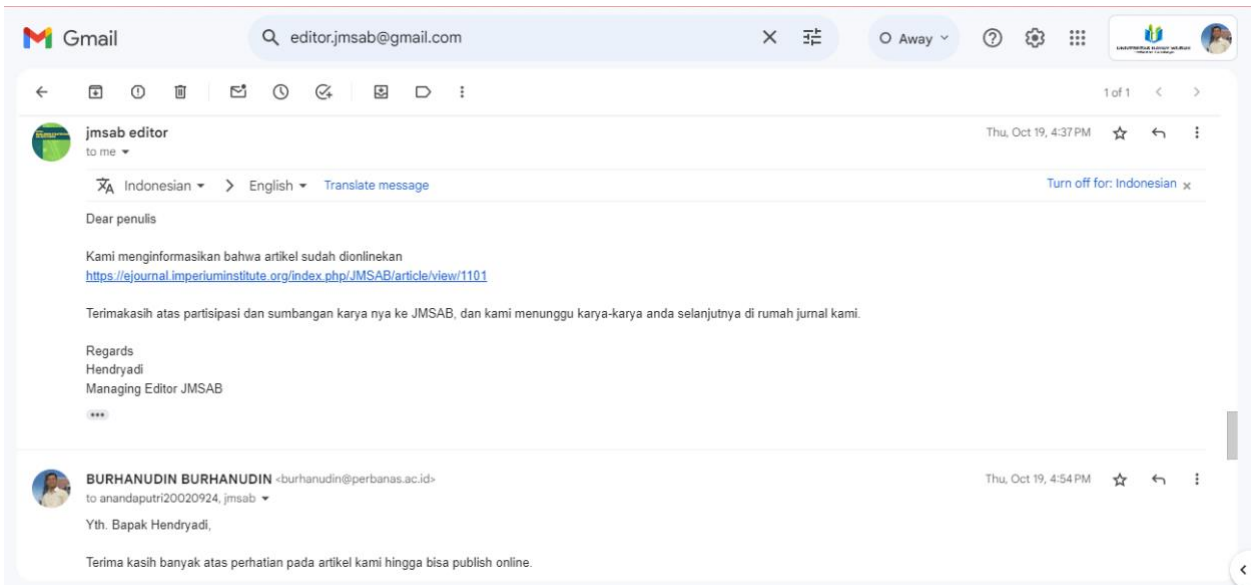 Gmail
editor.jmsab@gmail.com
Away
1 of 1
jmsab editor
Thu, Oct 19, 4:37 PM
to me
Indonesian
English
Translate message
Turn off for: Indonesian
Dear penulis
Kami menginformasikan bahwa artikel sudah dionlinekan
https://ejournal.imperiuminstitute.org/index.php/JMSAB/article/view/1101
Terimakasih atas partisipasi dan sumbangan karya nya ke JMSAB, dan kami menunggu karya-karya anda selanjutnya di rumah jurnal kami.
Regards
Hendryadi
Managing Editor JMSAB
BURHANUDIN BURHANUDIN <burhanudin@perbanas.ac.id>
Thu, Oct 19, 4:54 PM
to anandaputri20020924, jmsab
Yth. Bapak Hendryadi,
Terima kasih banyak atas perhatian pada artikel kami hingga bisa publish online.